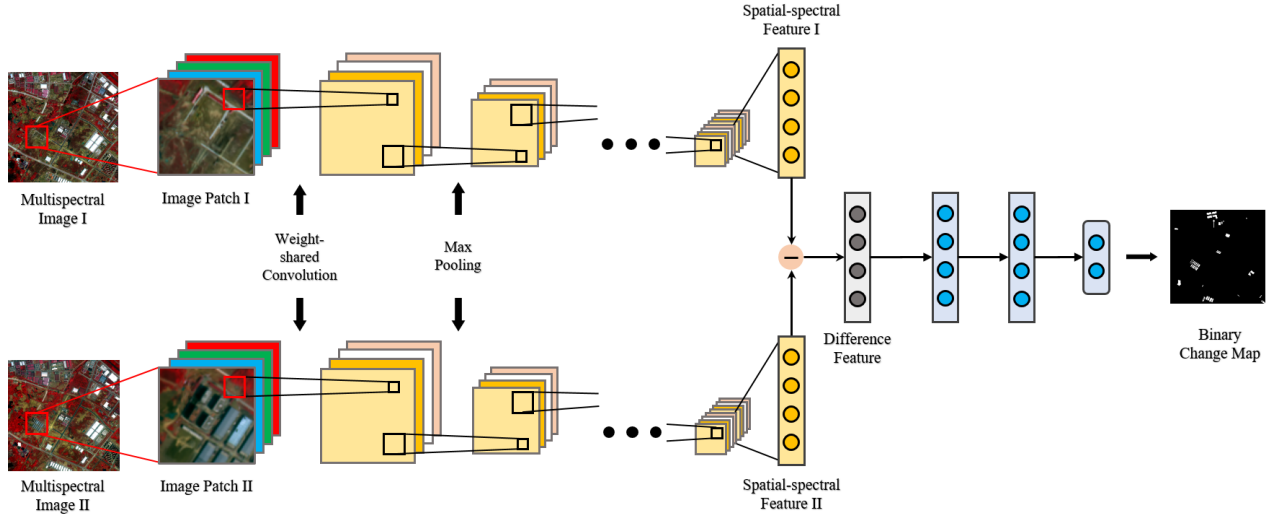 Spatial-spectral
Feature I
Multispectral
Image I
Image Patch I
Weight-
shared
Convolution
Max
Pooling
Difference
Feature
Binary
Change Map
Multispectral
Image II
Image Patch II
Spatial-spectral
Feature II